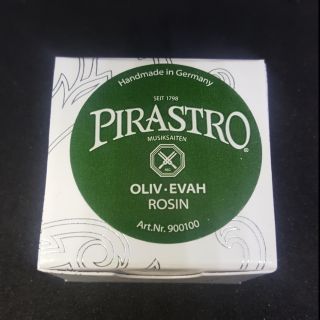 Handmade in Germany
SEIT 1798
PIRASTRO®
MUSIKSAITEN
OLIV·EVAH
ROSIN
Art.Nr. 900100